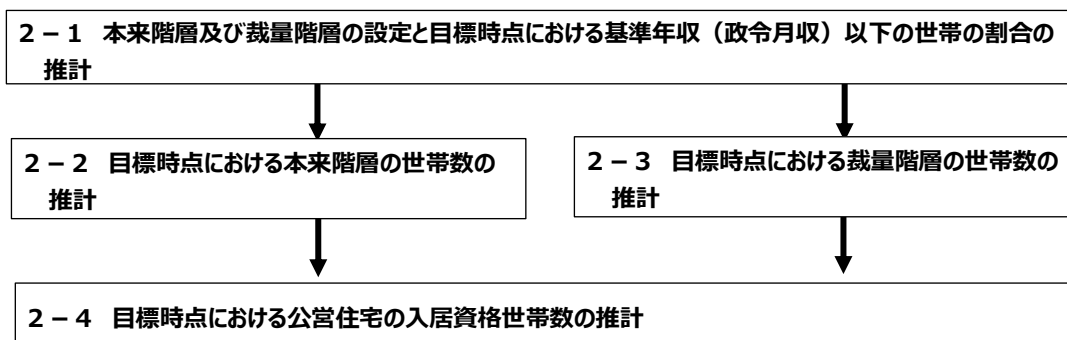 2－1 本来階層及び裁量階層の設定と目標時点における基準年収（政令月収）以下の世帯の割合の
推計
2－2 目標時点における本来階層の世帯数の
推計
2－3 目標時点における裁量階層の世帯数の
推計
2－4 目標時点における公営住宅の入居資格世帯数の推計